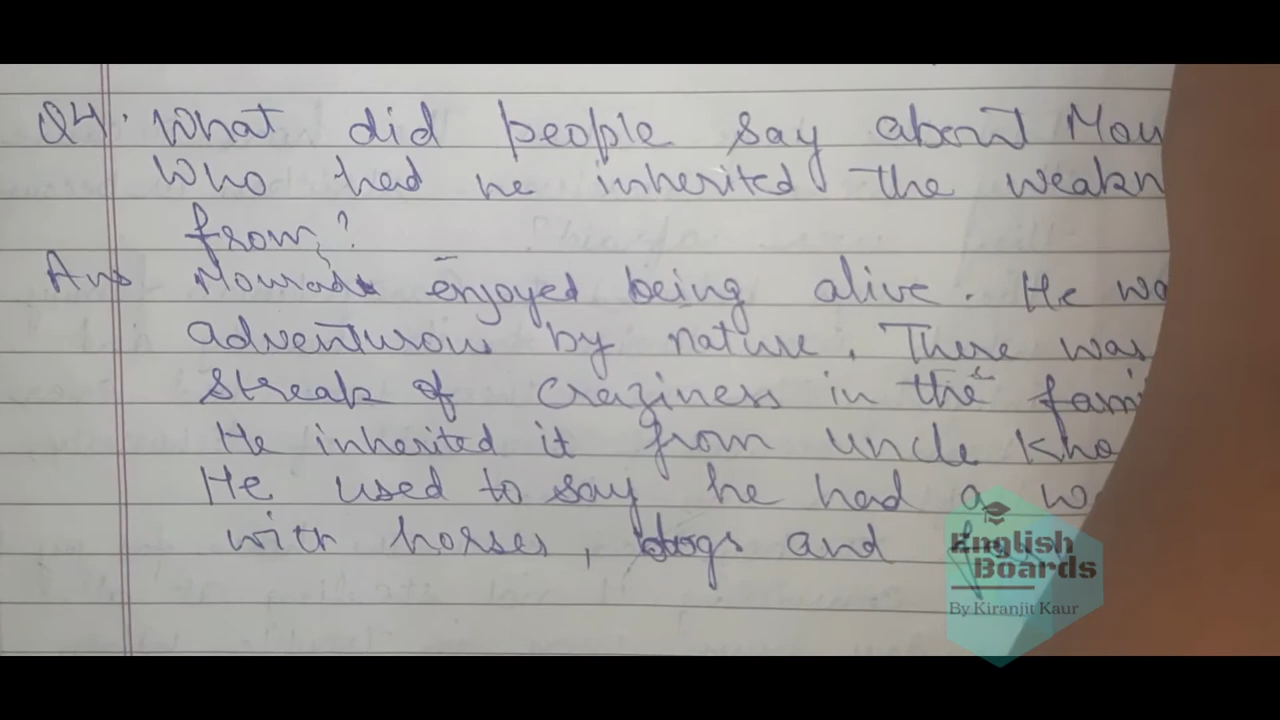 Q4. What did people say about Mou
Who had he inherited the weakn
from?
Ans Mourad enjoyed being alive. He wa
adventurous by nature. There was
streak of craziness in the fami
He inherited it from uncle Kho
He used to say he had a wa
with horses, dogs and
English
Boards
By Kiranjit Kaur